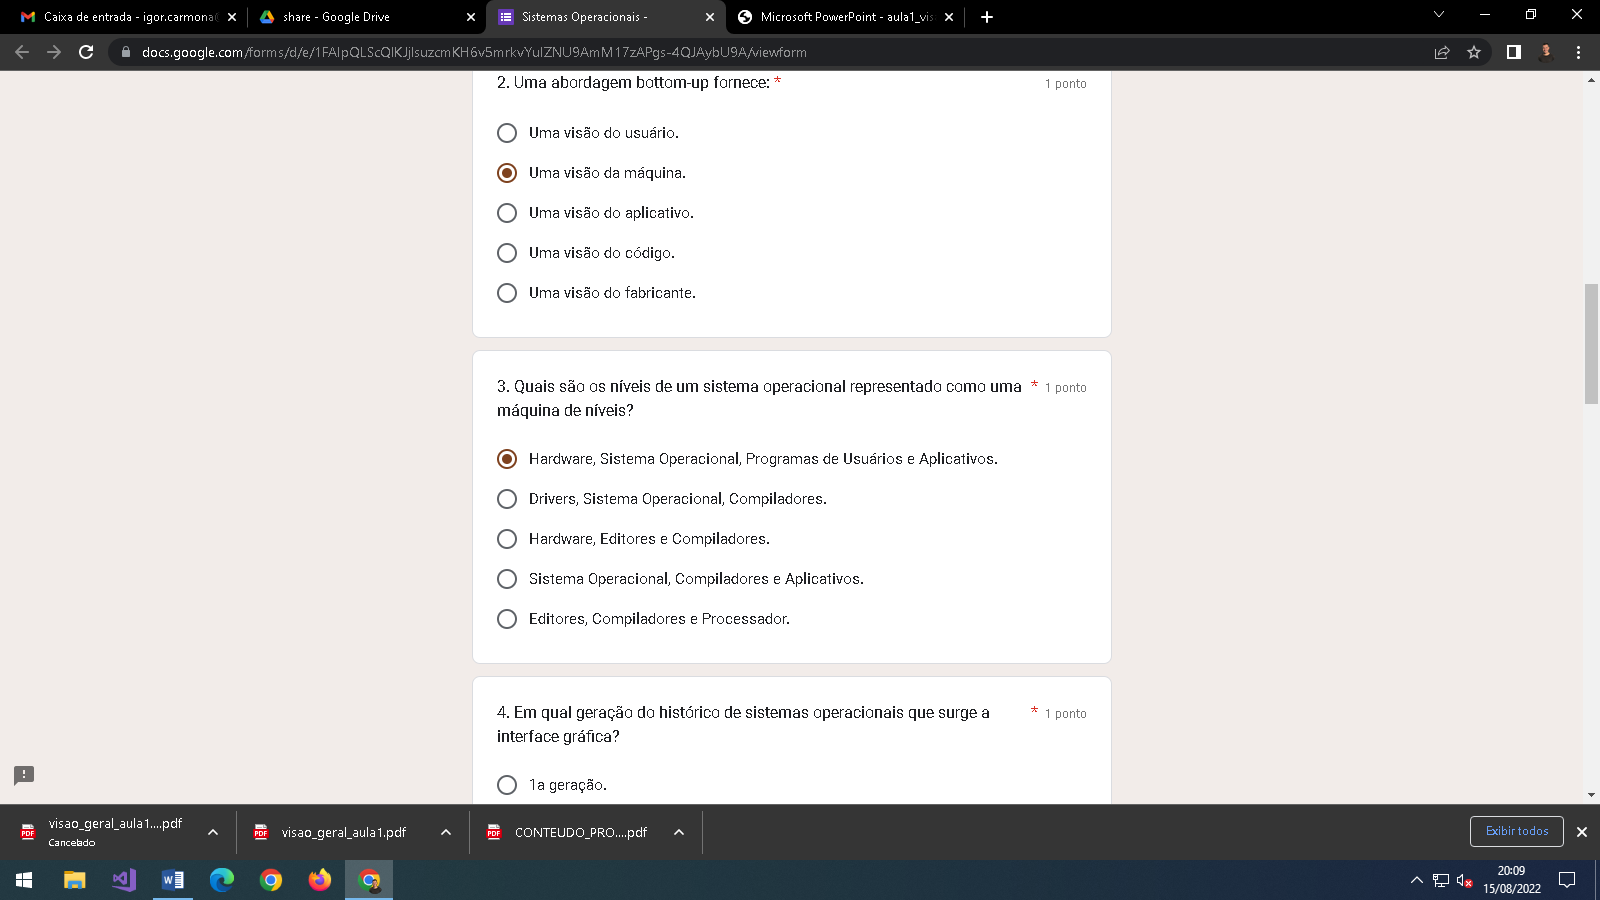 Caixa de entrada - igor.carmona
share - Google Drive
Sistemas Operacionais -
Microsoft PowerPoint - aula1_vis
docs.google.com/forms/d/e/1FAIpQLScQlKJjlsuzcmKH6v5mrkvYuIZNU9AmM17zAPgs-4QJAybU9A/viewform
2. Uma abordagem bottom-up fornece: *
1 ponto
Uma visão do usuário.
Uma visão da máquina.
Uma visão do aplicativo.
Uma visão do código.
Uma visão do fabricante.
3. Quais são os níveis de um sistema operacional representado como uma * 1 ponto
máquina de níveis?
Hardware, Sistema Operacional, Programas de Usuários e Aplicativos.
Drivers, Sistema Operacional, Compiladores.
Hardware, Editores e Compiladores.
Sistema Operacional, Compiladores e Aplicativos.
Editores, Compiladores e Processador.
4. Em qual geração do histórico de sistemas operacionais que surge a * 1 ponto
interface gráfica?
1a geração.
visao_geral_aula1....pdf
Cancelado
visao_geral_aula1.pdf
CONTEUDO_PRO....pdf
Exibir todos
20:09
15/08/2022